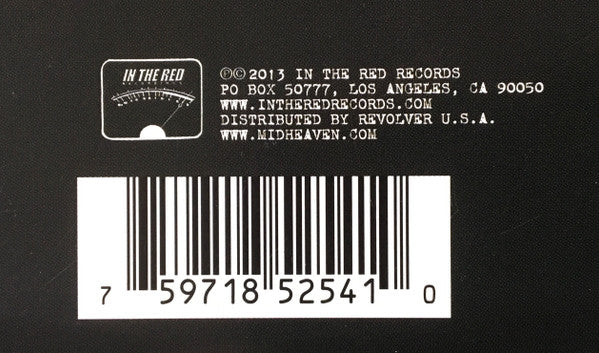 IN THE RED
RECORDINGS
℗©2013 IN THE RED RECORDS
PO BOX 50777, LOS ANGELES, CA 90050
WWW.INTHEREDRECORDS.COM
DISTRIBUTED BY REVOLVER U.S.A.
WWW.MIDHEAVEN.COM
7 59718 52541 0